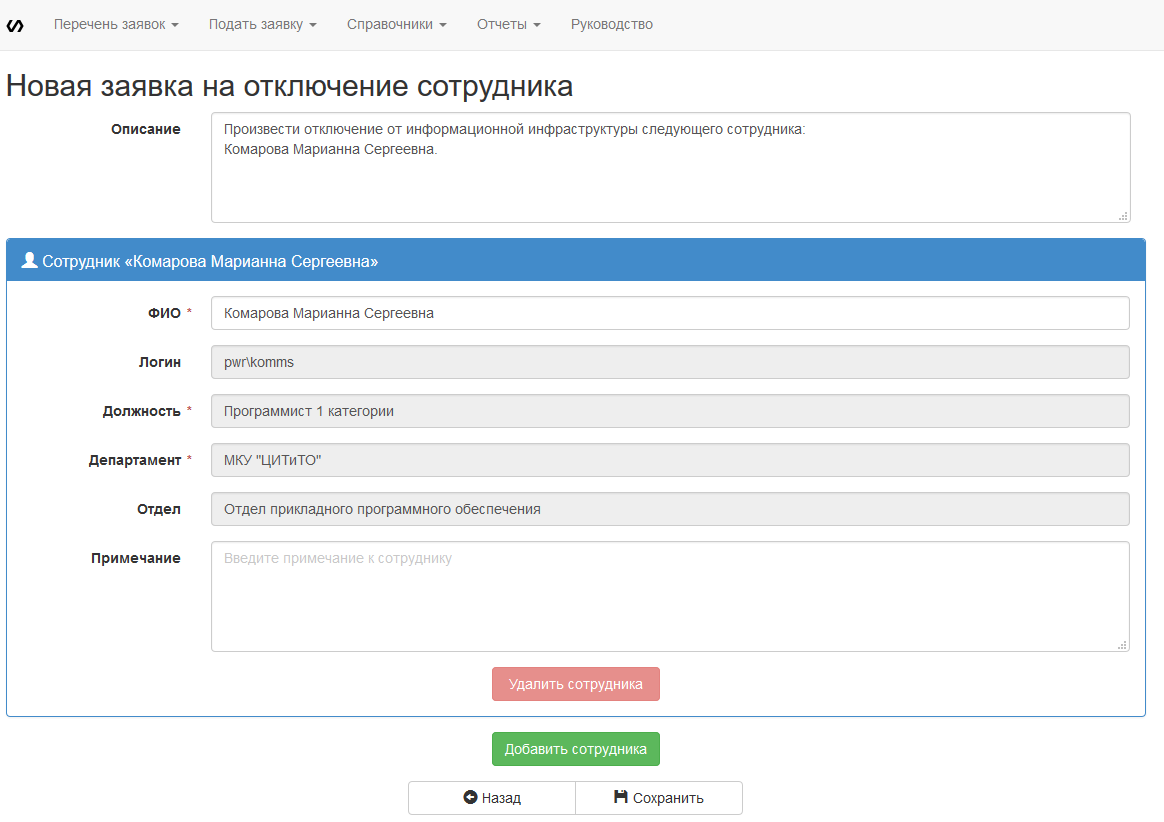 Перечень заявок Подать заявку Справочники Отчеты Руководство
Новая заявка на отключение сотрудника
Описание Произвести отключение от информационной инфраструктуры следующего сотрудника:
Комарова Марианна Сергеевна.
Сотрудник «Комарова Марианна Сергеевна»
ФИО * Комарова Марианна Сергеевна
Логин pwr\komms
Должность * Программист 1 категории
Департамент * МКУ "ЦИТиТО"
Отдел Отдел прикладного программного обеспечения
Примечание Введите примечание к сотруднику
Удалить сотрудника
Добавить сотрудника
Назад Сохранить